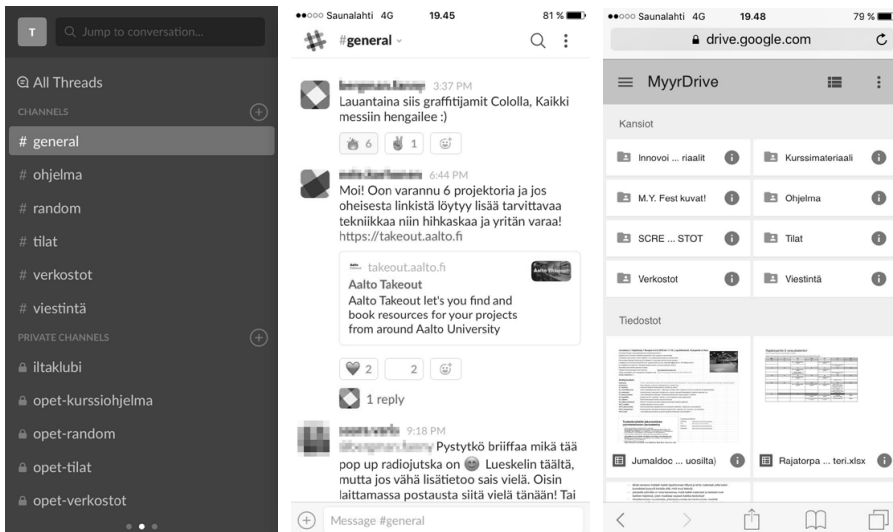 T
Jump to conversation...
All Threads
CHANNELS
# general
# ohjelma
# random
# tilat
# verkostot
# viestintä
PRIVATE CHANNELS
iltaklubi
opet-kurssiohjelma
opet-random
opet-tilat
opet-verkostot
Saunalahti 4G 19.45 81 %
#general
3:37 PM
Lauantaina siis graffitijamit Cololla, Kaikki
messiin hengailee :)
6 1
6:44 PM
Moi! Oon varannu 6 projektoria ja jos
oheisesta linkistä löytyy lisää tarvittavaa
tekniikkaa niin hihkaskaa ja yritän varaa!
https://takeout.aalto.fi
takeout.aalto.fi
Aalto Takeout
Aalto Takeout let's you find and
book resources for your projects
from around Aalto University
2 2
1 reply
9:18 PM
Pystytkö briiffaa mikä tää
pop up radiojutska on Lueskelin täältä,
mutta jos vähä lisätietoo sais vielä. Oisin
laittamassa postausta siitä vielä tänään! Tai
Message #general
Saunalahti 4G 19.48 79 %
drive.google.com
MyyrDrive
Kansiot
Innovoi ... riaalit
Kurssimateriaali
M.Y. Fest kuvat!
Ohjelma
SCRE ... STOT
Tilat
Verkostot
Viestintä
Tiedostot
Jumaldoc ... uosilta)
Rajatorpa ... teri.xlsx